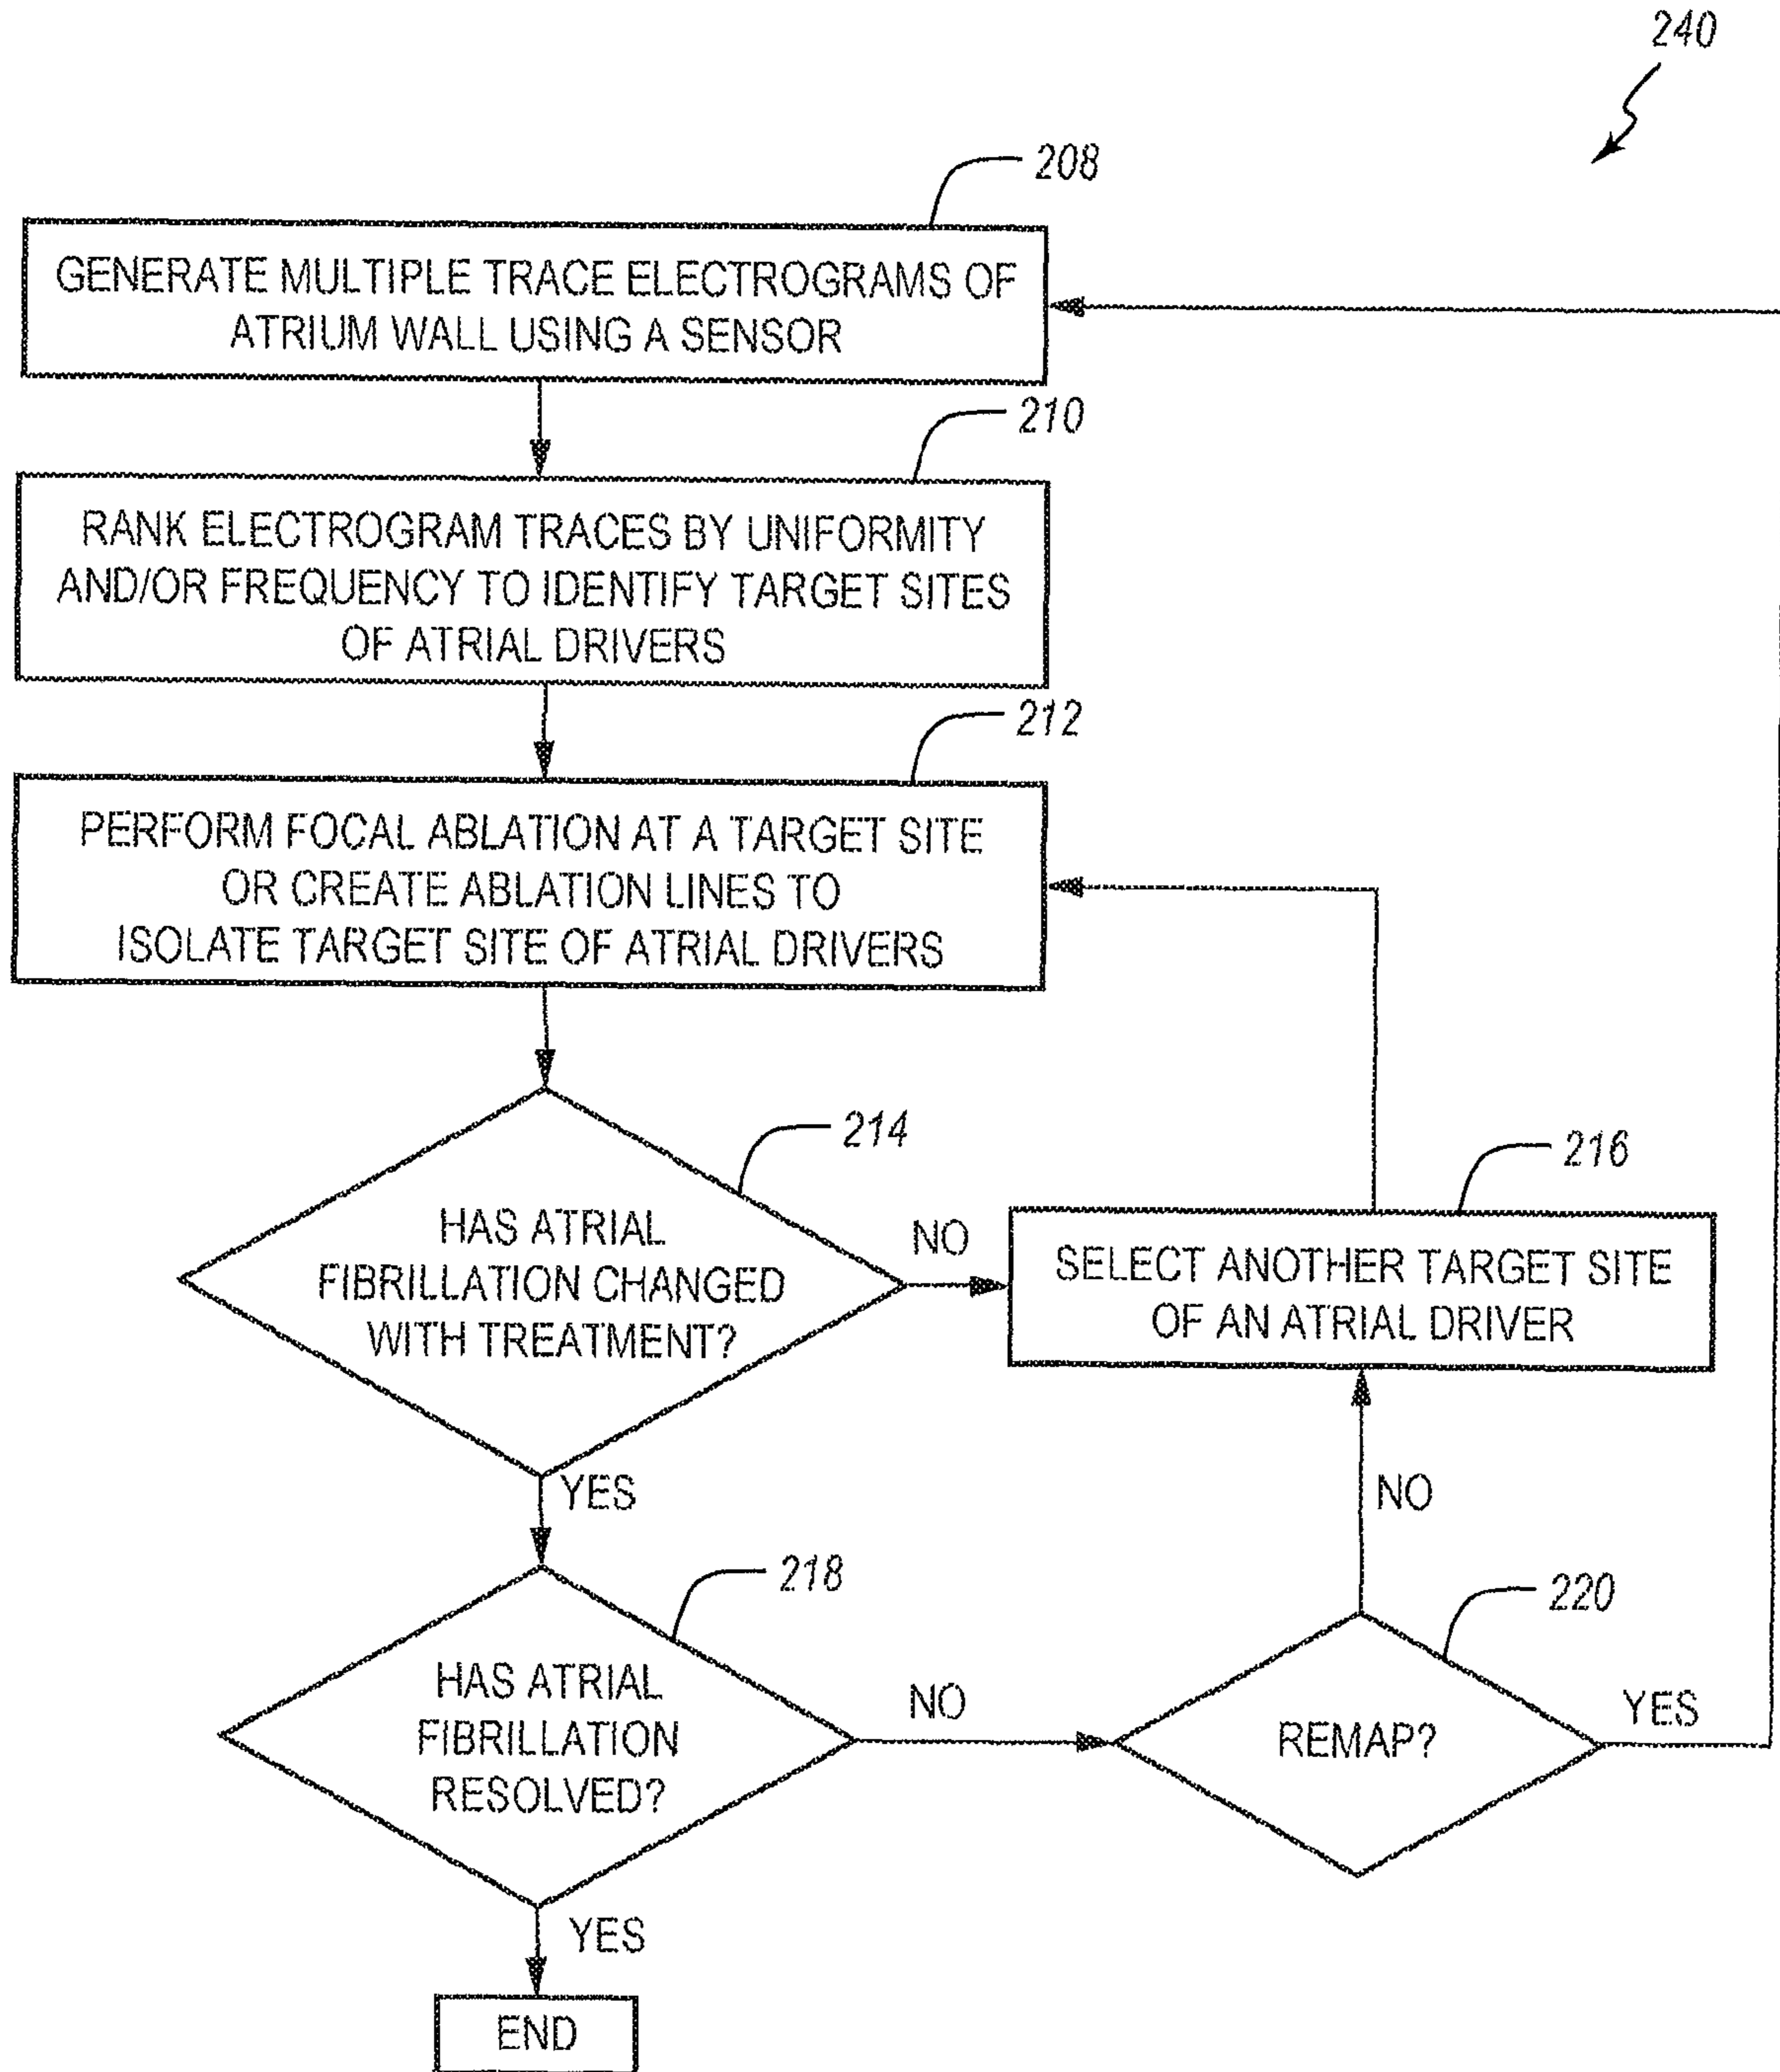 240
208
GENERATE MULTIPLE TRACE ELECTROGRAMS OF
ATRIUM WALL USING A SENSOR
210
RANK ELECTROGRAM TRACES BY UNIFORMITY
AND/OR FREQUENCY TO IDENTIFY TARGET SITES
OF ATRIAL DRIVERS
212
PERFORM FOCAL ABLATION AT A TARGET SITE
OR CREATE ABLATION LINES TO
ISOLATE TARGET SITE OF ATRIAL DRIVERS
214
HAS ATRIAL
FIBRILLATION CHANGED
WITH TREATMENT?
NO
216
SELECT ANOTHER TARGET SITE
OF AN ATRIAL DRIVER
YES
NO
218
HAS ATRIAL
FIBRILLATION
RESOLVED?
NO
220
REMAP?
YES
YES
END